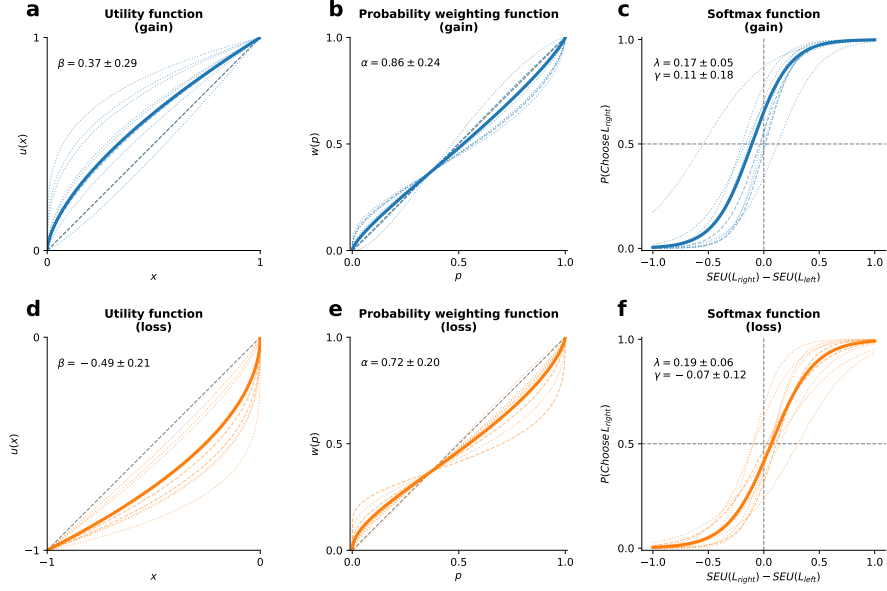 a
Utility function
(gain)
β = 0.37 ± 0.29
1
0
0
1
u(x)
x
b
Probability weighting function
(gain)
α = 0.86 ± 0.24
1.0
0.5
0.0
0.0
0.5
1.0
w(p)
p
c
Softmax function
(gain)
λ = 0.17 ± 0.05
γ = 0.11 ± 0.18
1.0
0.5
0.0
−1.0
−0.5
0.0
0.5
1.0
P(Choose L_right)
SEU(L_right) − SEU(L_left)
d
Utility function
(loss)
β = −0.49 ± 0.21
0
−1
−1
0
u(x)
x
e
Probability weighting function
(loss)
α = 0.72 ± 0.20
1.0
0.5
0.0
0.0
0.5
1.0
w(p)
p
f
Softmax function
(loss)
λ = 0.19 ± 0.06
γ = −0.07 ± 0.12
1.0
0.5
0.0
−1.0
−0.5
0.0
0.5
1.0
P(Choose L_right)
SEU(L_right) − SEU(L_left)